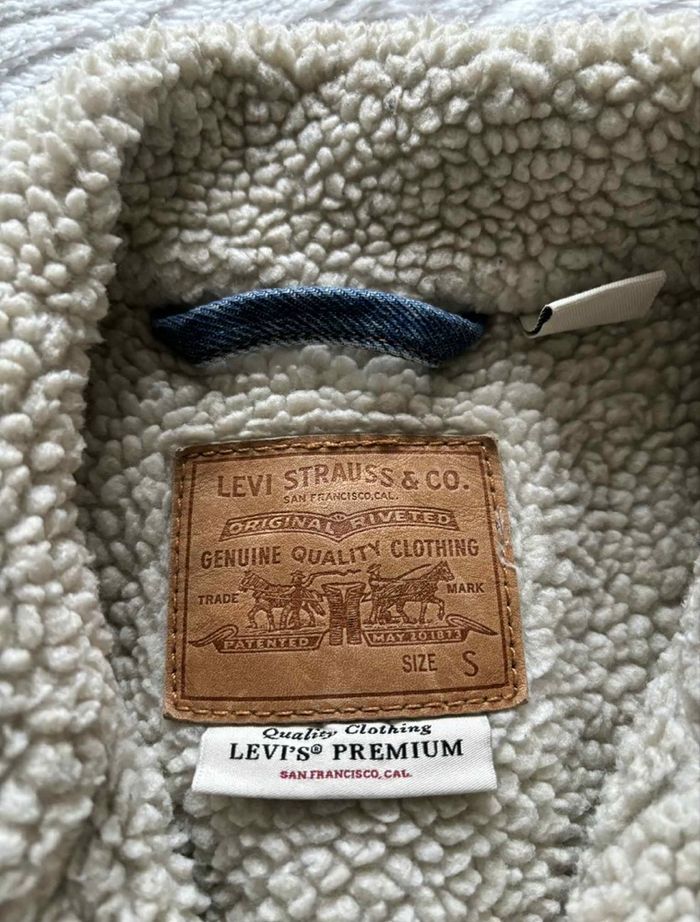 LEVI STRAUSS & CO.
SAN FRANCISCO, CAL.
ORIGINAL RIVETED
GENUINE QUALITY CLOTHING
TRADE MARK
PATENTED MAY 20 1873
SIZE S
Quality Clothing
LEVI'S® PREMIUM
SAN FRANCISCO, CAL.